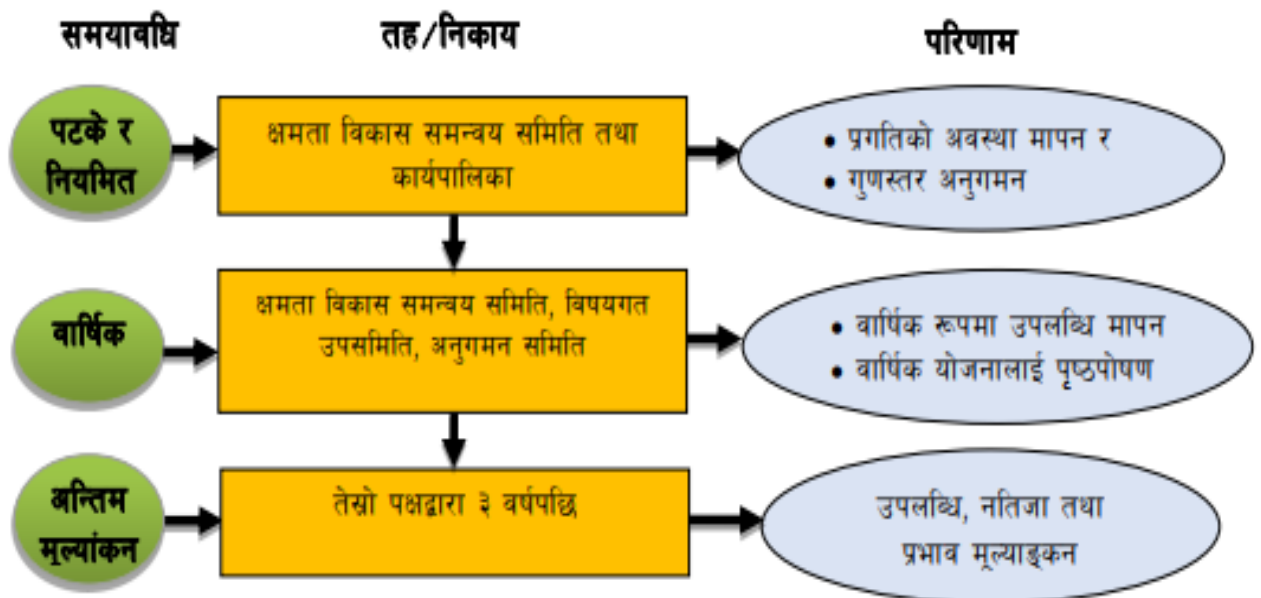 समयावधि
तह/निकाय
परिणाम
पटके र
नियमित
क्षमता विकास समन्वय समिति तथा
कार्यपालिका
• प्रगतिको अवस्था मापन र
• गुणस्तर अनुगमन
वार्षिक
क्षमता विकास समन्वय समिति, विषयगत
उपसमिति, अनुगमन समिति
• वार्षिक रूपमा उपलब्धि मापन
• वार्षिक योजनालाई पृष्ठपोषण
अन्तिम
मूल्यांकन
तेस्रो पक्षद्वारा ३ वर्षपछि
उपलब्धि, नतिजा तथा
प्रभाव मूल्याङ्कन